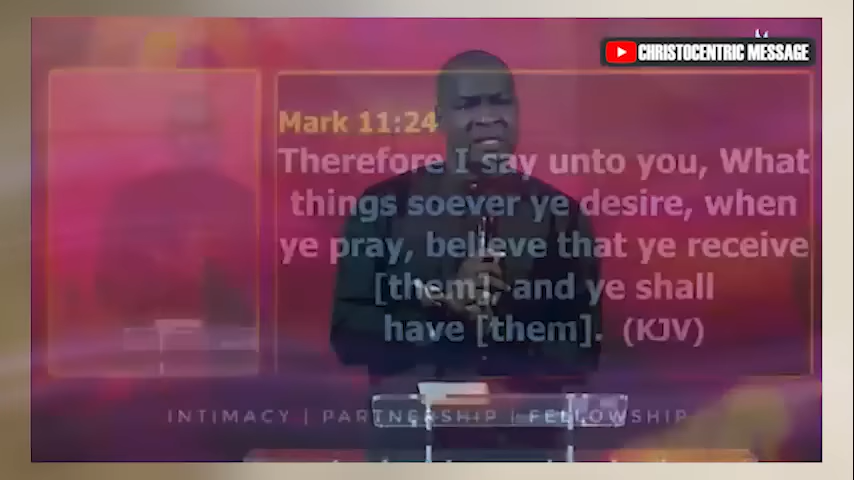 CHRISTOCENTRIC MESSAGE
Mark 11:24
Therefore I say unto you, What
things soever ye desire, when
ye pray, believe that ye receive
[them], and ye shall
have [them]. (KJV)
INTIMACY | PARTNERSHIP | FELLOWSHIP